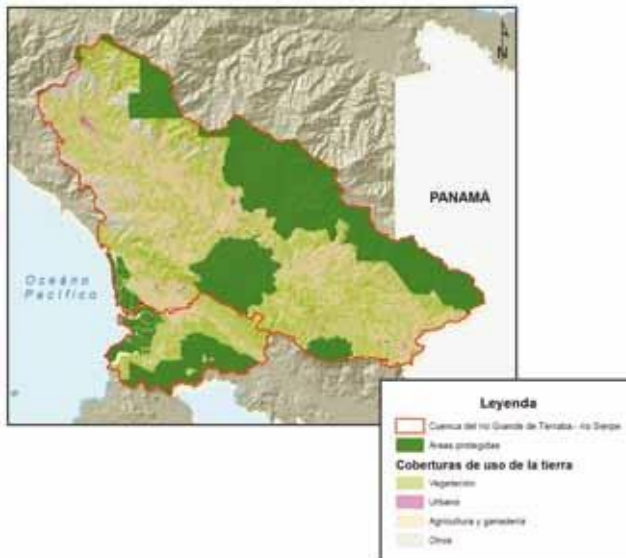 N
PANAMÁ
Océano
Pacífico
Leyenda
Cuenca del río Grande de Térraba - río Sierpe
Áreas protegidas
Coberturas de uso de la tierra
Vegetación
Urbano
Agricultura y ganadería
Otros